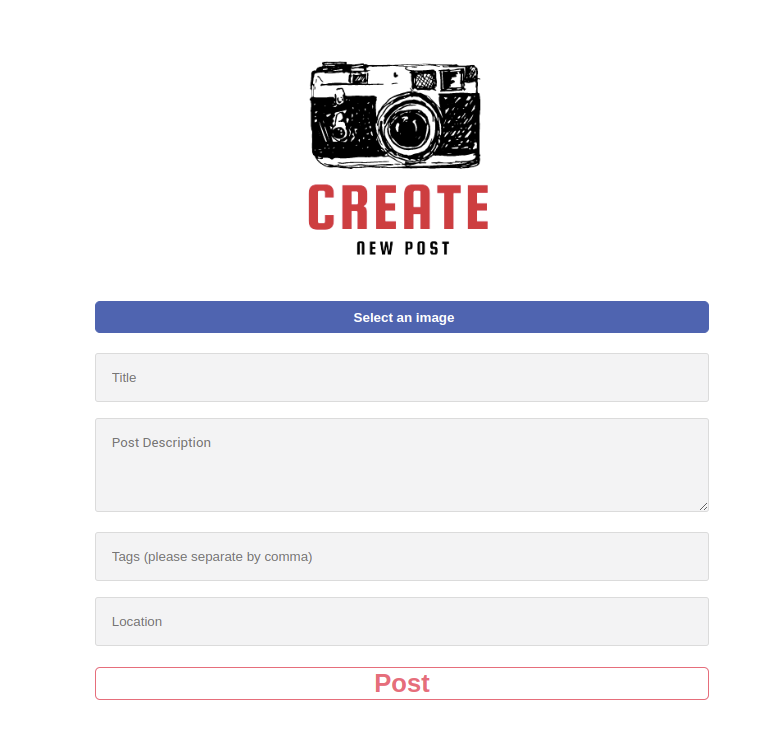 CREATE
NEW POST
Select an image
Title
Post Description
Tags (please separate by comma)
Location
Post